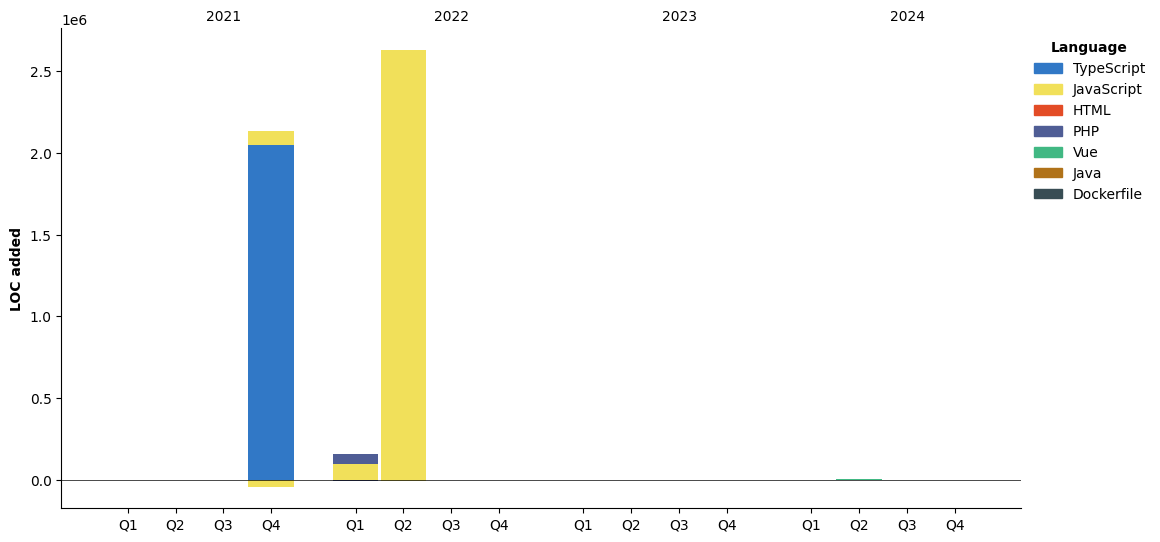 2021 2022 2023 2024
1e6
Language
TypeScript
JavaScript
HTML
PHP
Vue
Java
Dockerfile
LOC added
2.5
2.0
1.5
1.0
0.5
0.0
Q1 Q2 Q3 Q4 Q1 Q2 Q3 Q4 Q1 Q2 Q3 Q4 Q1 Q2 Q3 Q4